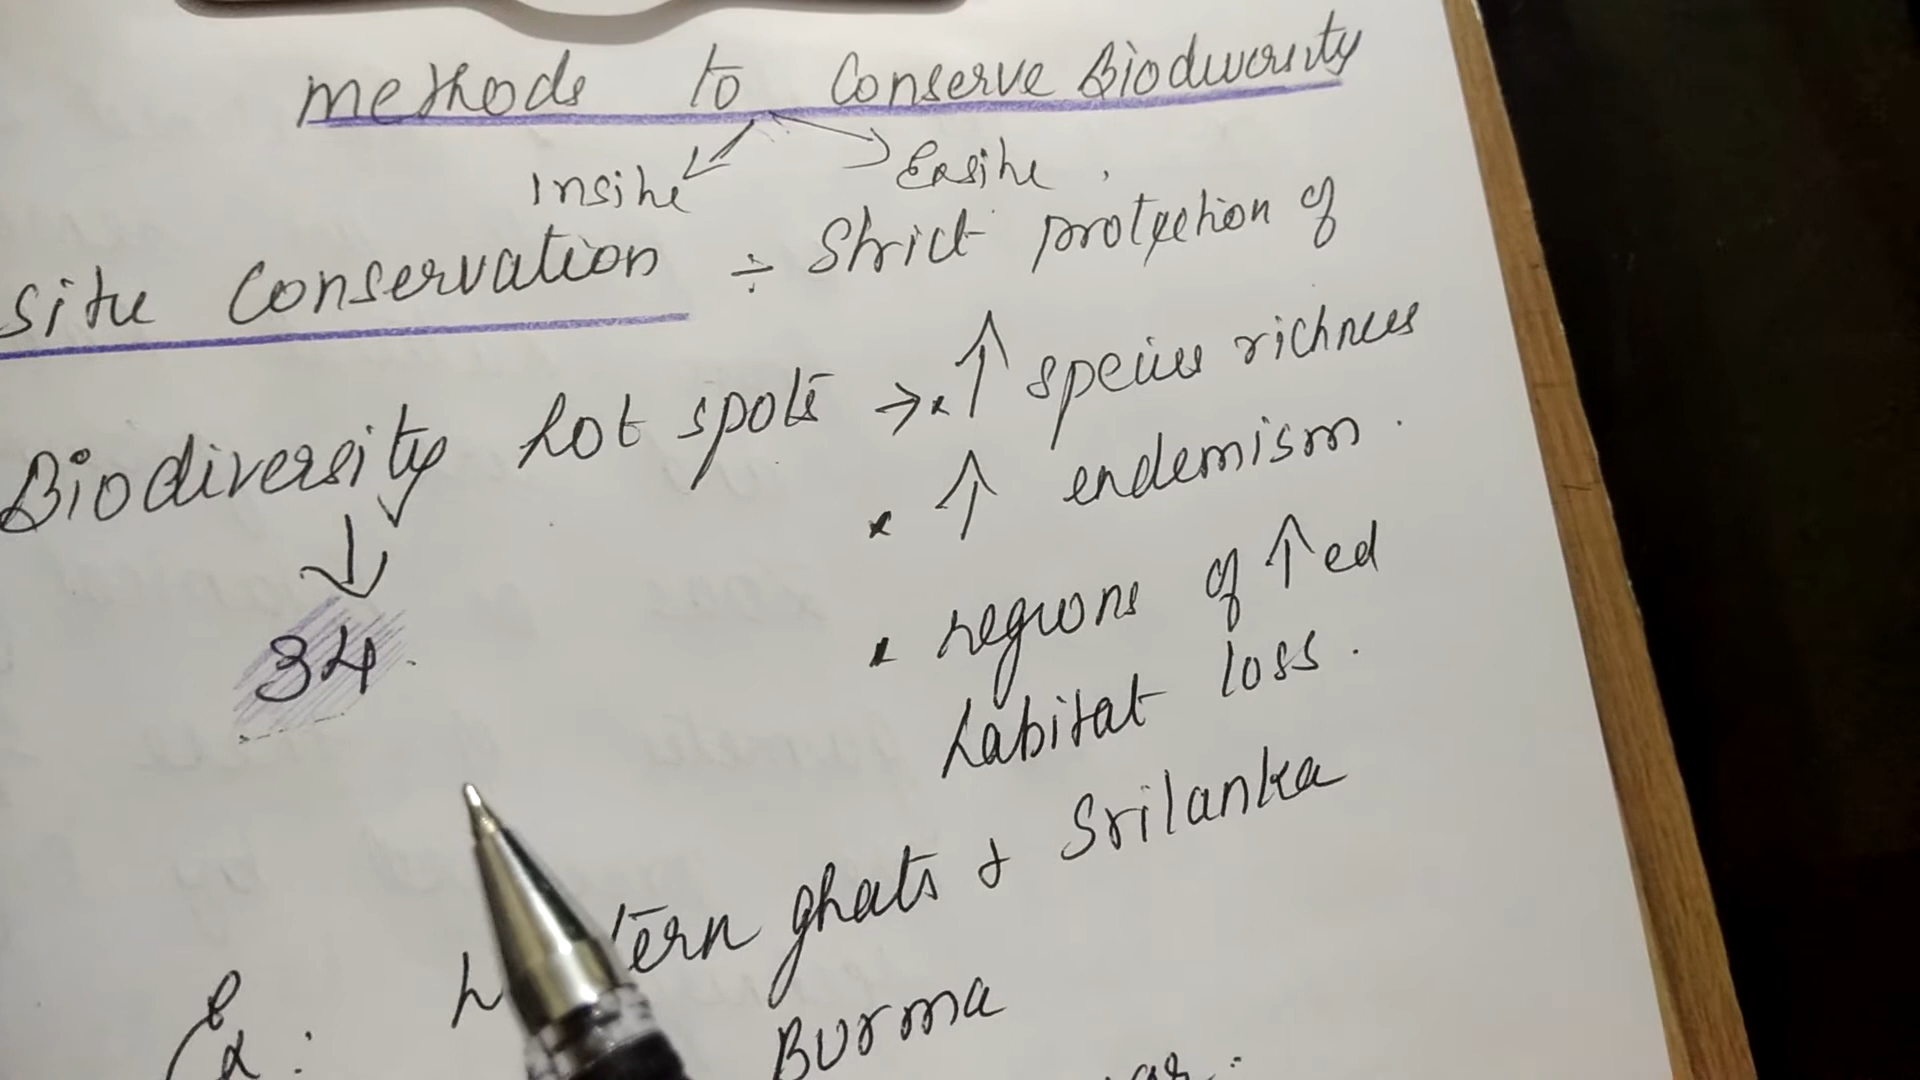 Methods to Conserve Biodiversity
Insitu Exsitu
situ Conservation ÷ Strict protection of
Biodiversity hot spots → ↑ species richness
↑ endemism
34
regions of ↑ed
habitat loss.
Ex: ghats & Srilanka
Burma